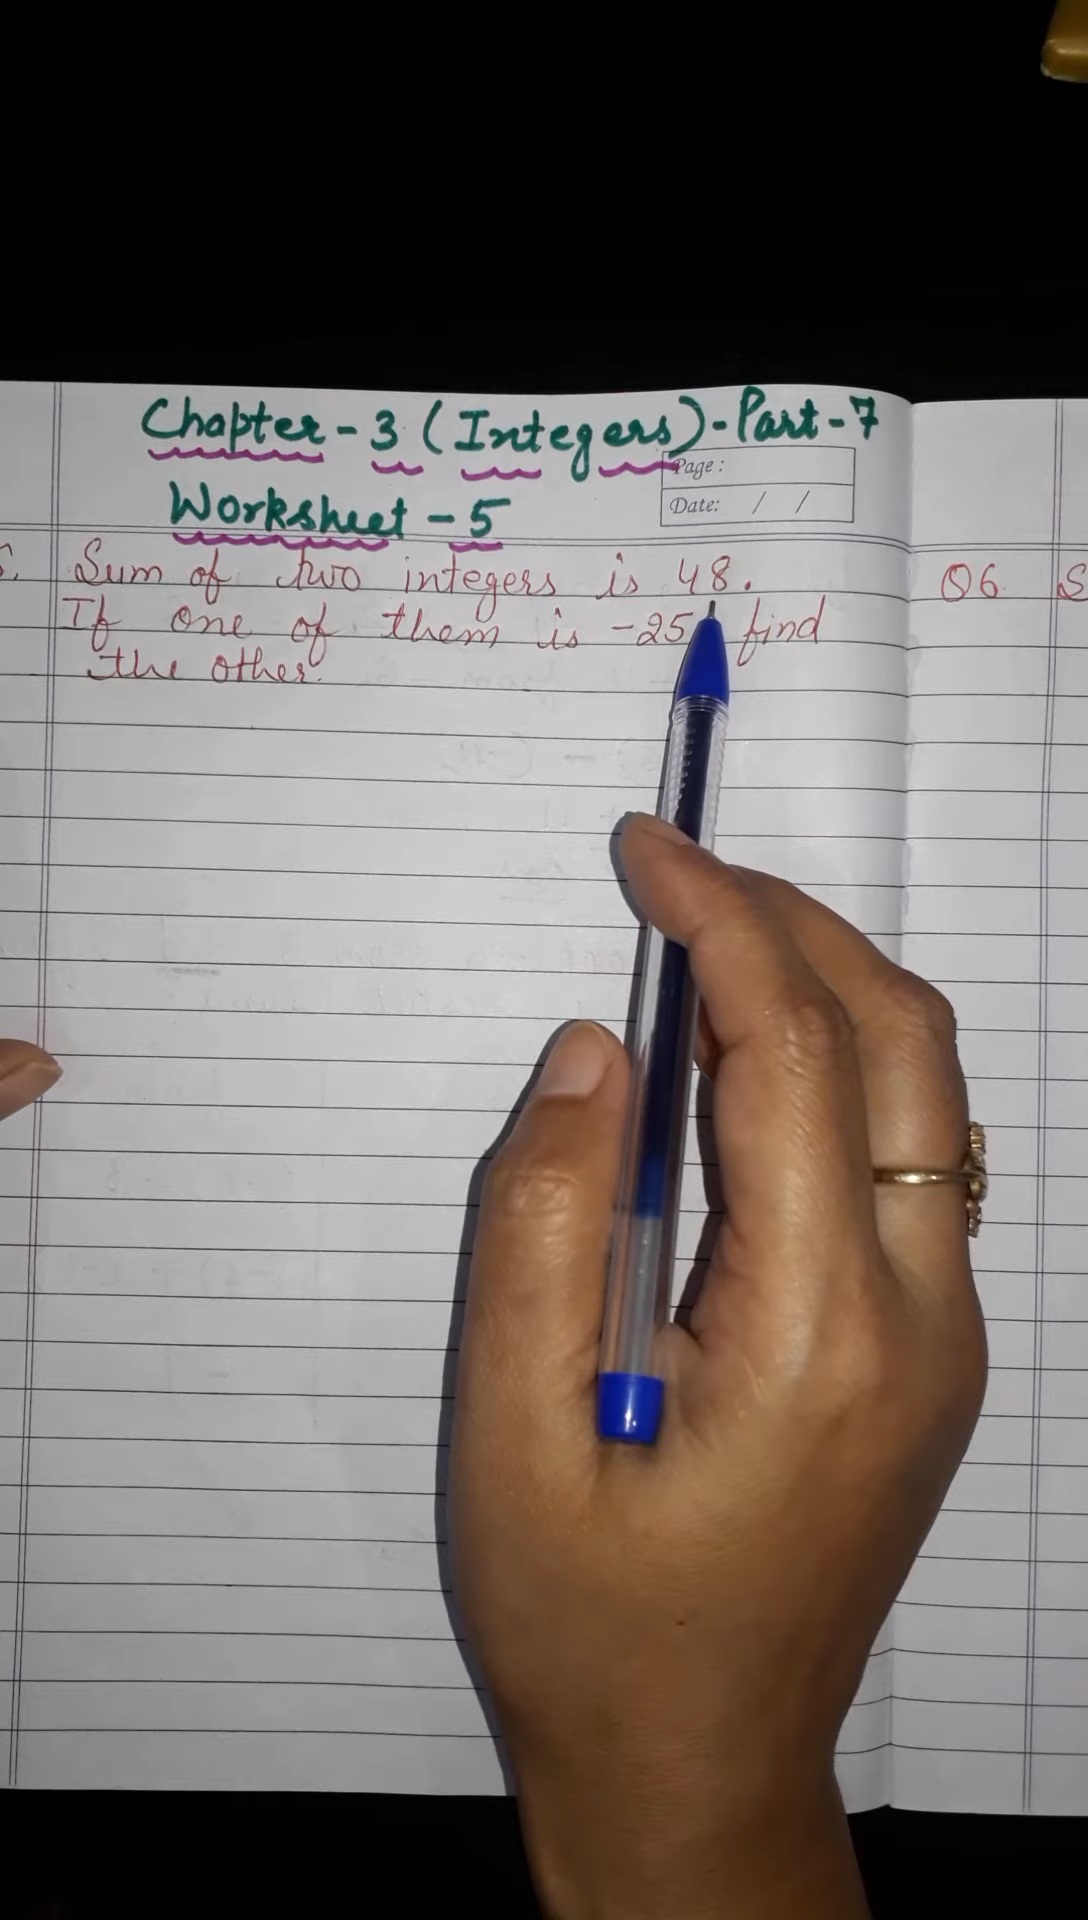 Chapter - 3 (Integers) - Part - 7
Page :
Worksheet - 5
Date: / /
Sum of two integers is 48.
If one of them is -25 find
the other.
Q6. S